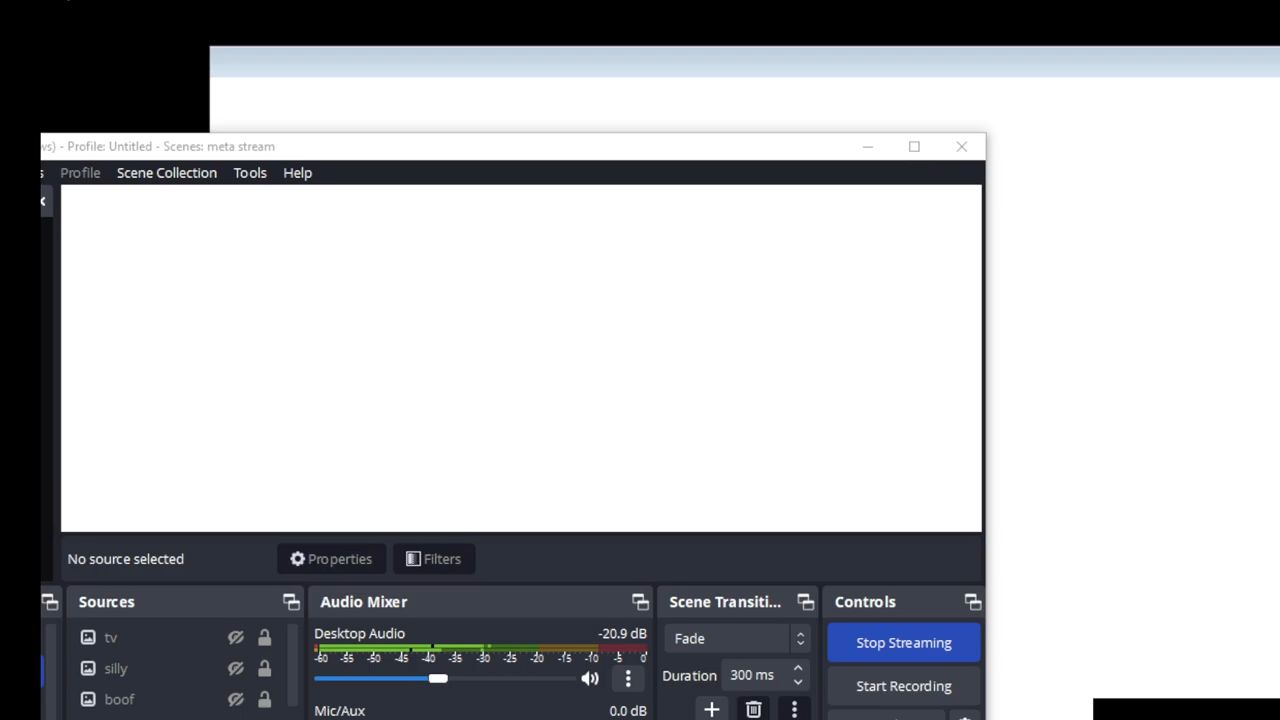 ws) - Profile: Untitled - Scenes: meta stream
s Profile Scene Collection Tools Help
No source selected Properties Filters
Sources Audio Mixer Scene Transiti... Controls
tv
silly
boof
Desktop Audio -20.9 dB
-60 -55 -50 -45 -40 -35 -30 -25 -20 -15 -10 -5 0
Mic/Aux 0.0 dB
Fade
Duration 300 ms
Stop Streaming
Start Recording